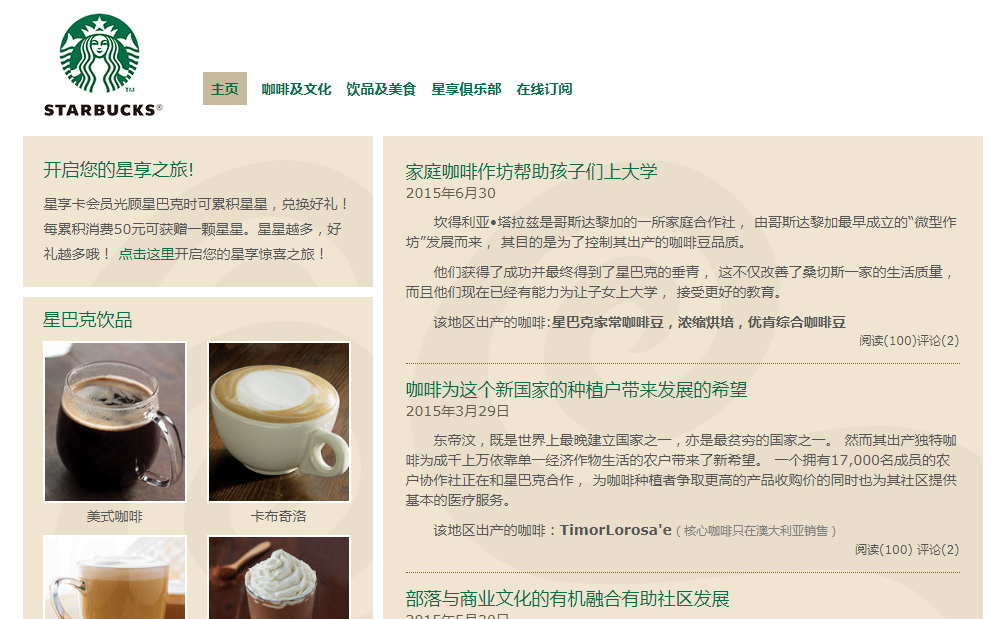 TM
STARBUCKS®
主页 咖啡及文化 饮品及美食 星享俱乐部 在线订阅
开启您的星享之旅!
星享卡会员光顾星巴克时可累积星星，兑换好礼！
每累积消费50元可获赠一颗星星。星星越多，好
礼越多哦！ 点击这里开启您的星享惊喜之旅！
星巴克饮品
美式咖啡 卡布奇洛
家庭咖啡作坊帮助孩子们上大学
2015年6月30
坎得利亚•塔拉兹是哥斯达黎加的一所家庭合作社， 由哥斯达黎加最早成立的“微型作
坊”发展而来， 其目的是为了控制其出产的咖啡豆品质。
他们获得了成功并最终得到了星巴克的垂青， 这不仅改善了桑切斯一家的生活质量，
而且他们现在已经有能力为让子女上大学， 接受更好的教育。
该地区出产的咖啡:星巴克家常咖啡豆，浓缩烘培，优肯综合咖啡豆
阅读(100)评论(2)
咖啡为这个新国家的种植户带来发展的希望
2015年3月29日
东帝汶，既是世界上最晚建立国家之一，亦是最贫穷的国家之一。 然而其出产独特咖
啡为成千上万依靠单一经济作物生活的农户带来了新希望。 一个拥有17,000名成员的农
户协作社正在和星巴克合作， 为咖啡种植者争取更高的产品收购价的同时也为其社区提供
基本的医疗服务。
该地区出产的咖啡：TimorLorosa'e（核心咖啡只在澳大利亚销售）
阅读(100) 评论(2)
部落与商业文化的有机融合有助社区发展